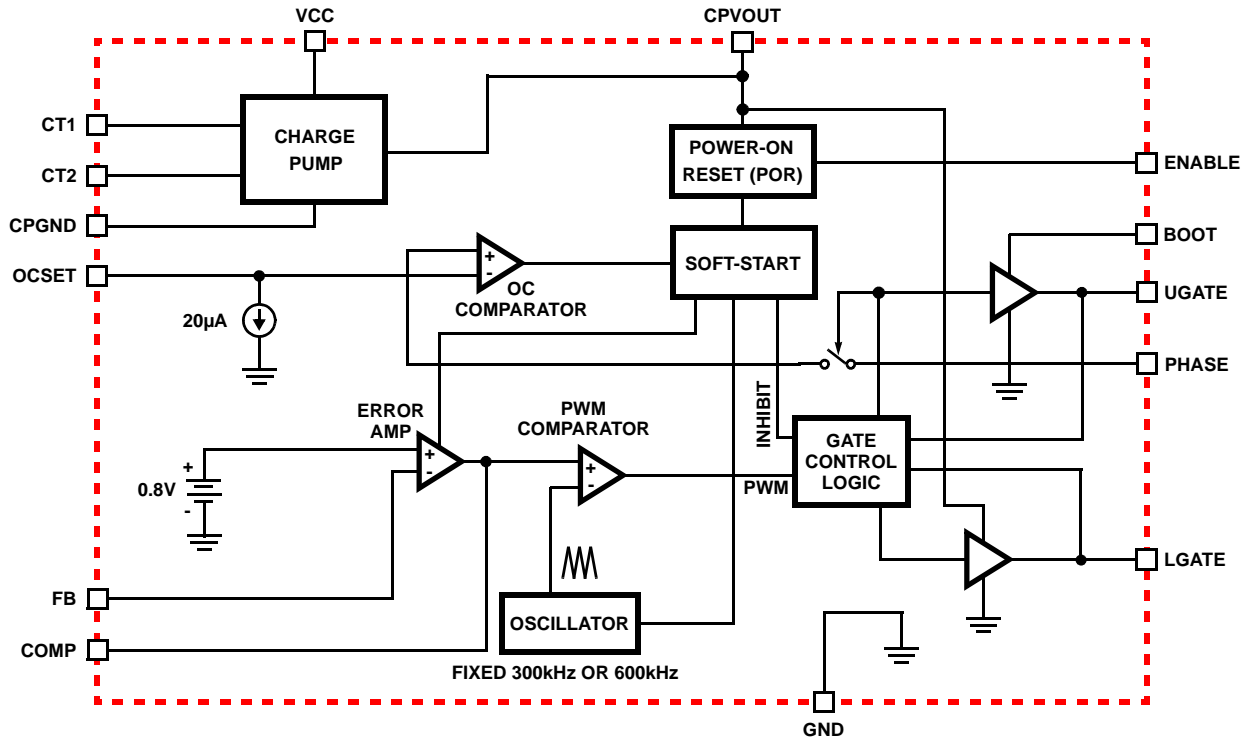 VCC
CPVOUT
CT1
CHARGE
PUMP
POWER-ON
RESET (POR)
CT2
ENABLE
CPGND
BOOT
OCSET
+
-
OC
COMPARATOR
SOFT-START
UGATE
20µA
PHASE
ERROR
AMP
PWM
COMPARATOR
INHIBIT
GATE
CONTROL
LOGIC
+
0.8V
-
+
-
+
-
PWM
LGATE
FB
OSCILLATOR
COMP
FIXED 300kHz OR 600kHz
GND